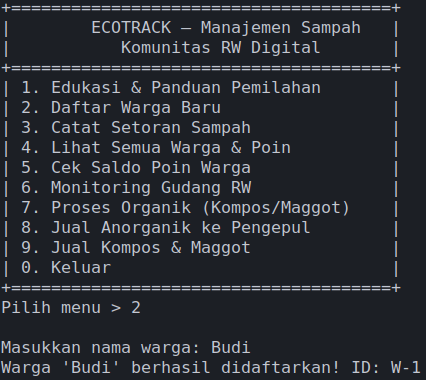 +======================================+
|        ECOTRACK — Manajemen Sampah   |
|           Komunitas RW Digital       |
+======================================+
| 1. Edukasi & Panduan Pemilahan       |
| 2. Daftar Warga Baru                 |
| 3. Catat Setoran Sampah              |
| 4. Lihat Semua Warga & Poin          |
| 5. Cek Saldo Poin Warga              |
| 6. Monitoring Gudang RW              |
| 7. Proses Organik (Kompos/Maggot)    |
| 8. Jual Anorganik ke Pengepul        |
| 9. Jual Kompos & Maggot              |
| 0. Keluar                            |
+======================================+
Pilih menu > 2

Masukkan nama warga: Budi
Warga 'Budi' berhasil didaftarkan! ID: W-1